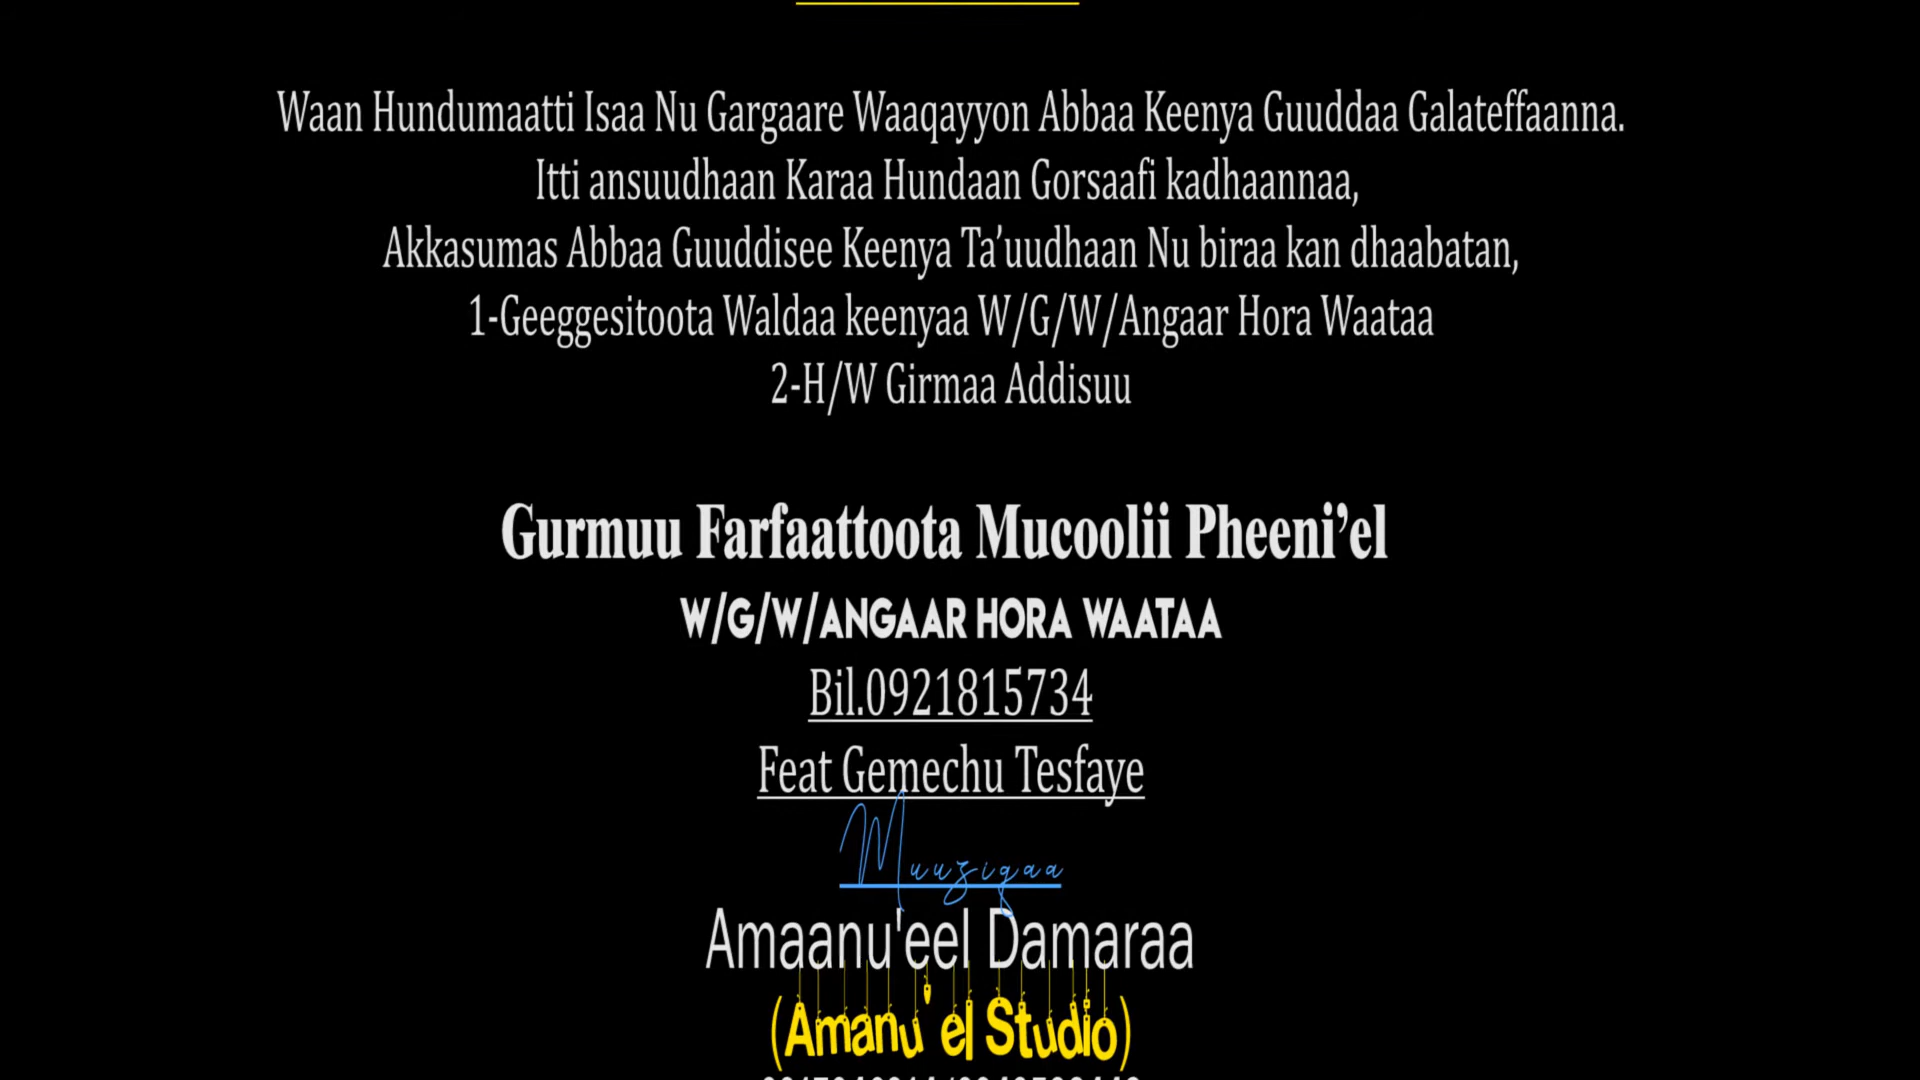 Waan Hundumaatti Isaa Nu Gargaare Waaqayyon Abbaa Keenya Guuddaa Galateffaanna.
Itti ansuudhaan Karaa Hundaan Gorsaafi kadhaannaa,
Akkasumas Abbaa Guuddisee Keenya Ta’uudhaan Nu biraa kan dhaabatan,
1-Geeggesitoota Waldaa keenyaa W/G/W/Angaar Hora Waataa
2-H/W Girmaa Addisuu
Gurmuu Farfaattoota Mucoolii Pheeni’el
W/G/W/ANGAAR HORA WAATAA
Bil.0921815734
Feat Gemechu Tesfaye
Muuziqaa
Amaanu'eel Damaraa
(Amanu'el Studio)